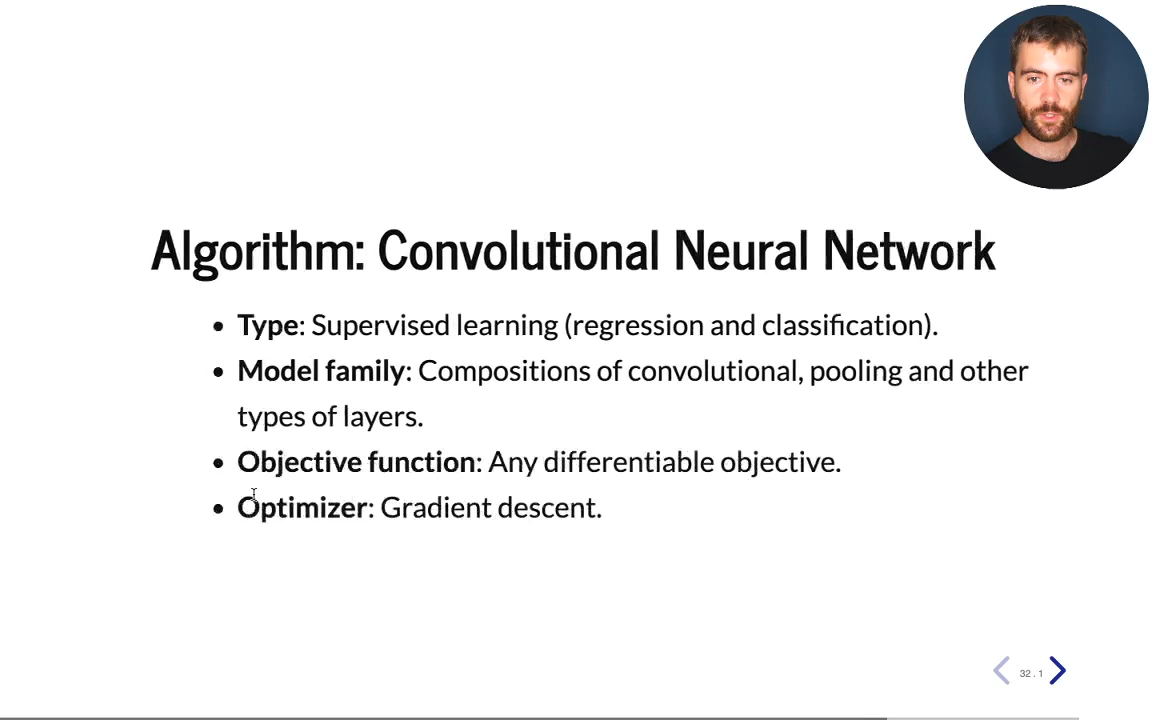 Algorithm: Convolutional Neural Network
• Type: Supervised learning (regression and classification).
• Model family: Compositions of convolutional, pooling and other
types of layers.
• Objective function: Any differentiable objective.
• Optimizer: Gradient descent.
32 . 1